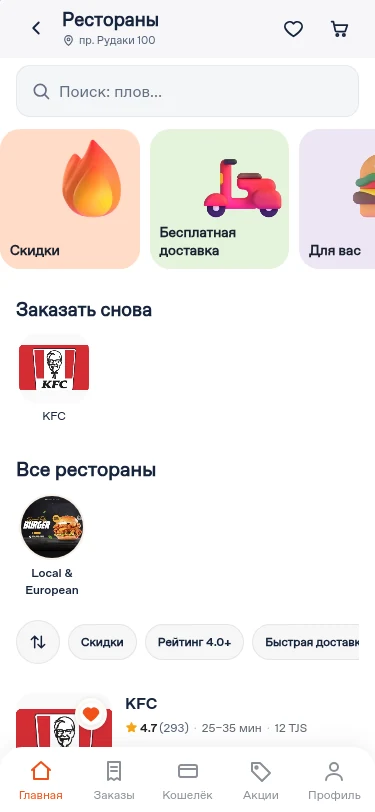 Рестораны
пр. Рудаки 100
Поиск: плов...
Скидки
Бесплатная
доставка
Для вас
Заказать снова
KFC
KFC
Все рестораны
BURGER
Local &
European
Скидки
Рейтинг 4.0+
Быстрая доставк
KFC
4.7 (293) · 25–35 мин · 12 TJS
Главная
Заказы
Кошелёк
Акции
Профиль